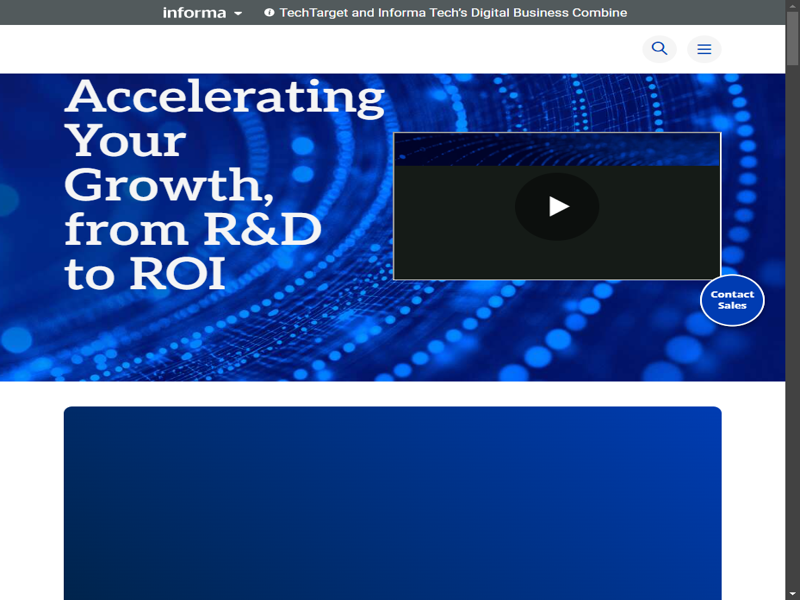 informa
TechTarget and Informa Tech's Digital Business Combine
Accelerating
Your
Growth,
from R&D
to ROI
Contact
Sales